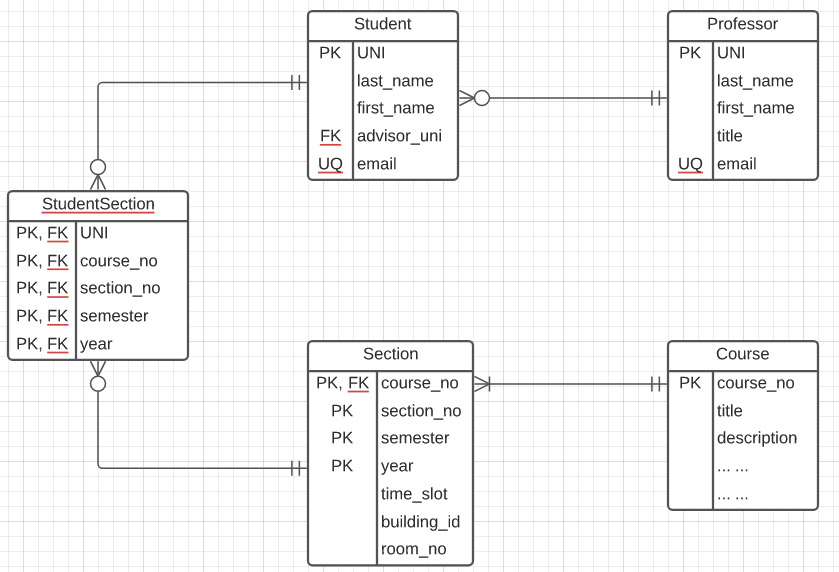 Student
PK UNI
last_name
first_name
FK advisor_uni
UQ email
Professor
PK UNI
last_name
first_name
title
UQ email
StudentSection
PK, FK UNI
PK, FK course_no
PK, FK section_no
PK, FK semester
PK, FK year
Section
PK, FK course_no
PK section_no
PK semester
PK year
time_slot
building_id
room_no
Course
PK course_no
title
description
... ...
... ...